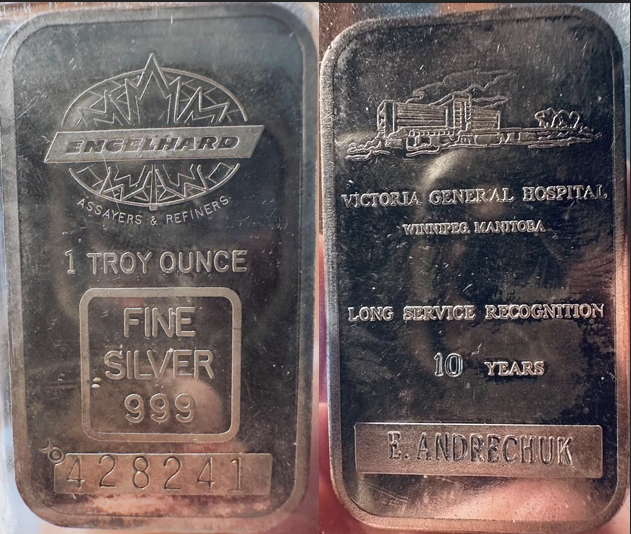 ENGELHARD
ASSAYERS & REFINERS
1 TROY OUNCE
FINE
SILVER
999
428241
VICTORIA GENERAL HOSPITAL
WINNIPEG, MANITOBA
LONG SERVICE RECOGNITION
10 YEARS
E. ANDRECHUK